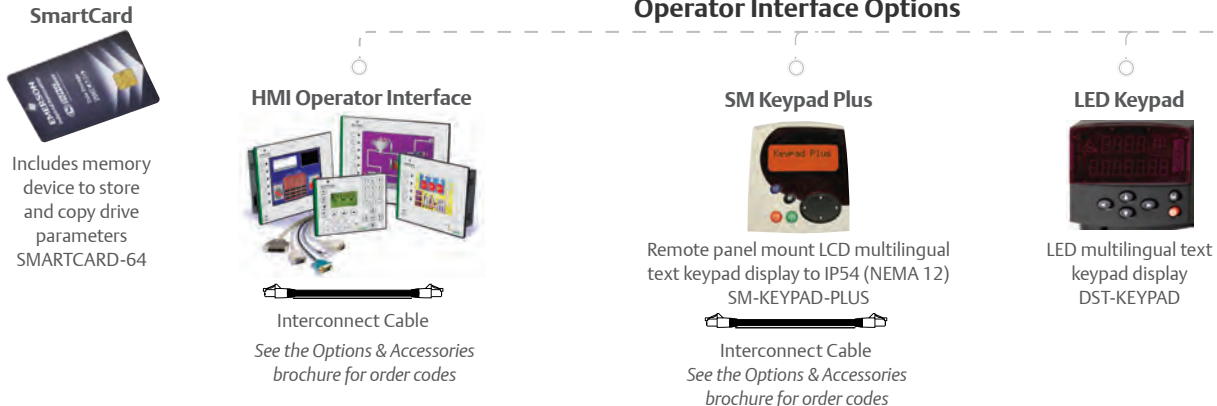 SmartCard
EMERSON
Includes memory
device to store
and copy drive
parameters
SMARTCARD-64
Operator Interface Options
HMI Operator Interface
Interconnect Cable
See the Options & Accessories
brochure for order codes
SM Keypad Plus
Keypad Plus
Remote panel mount LCD multilingual
text keypad display to IP54 (NEMA 12)
SM-KEYPAD-PLUS
Interconnect Cable
See the Options & Accessories
brochure for order codes
LED Keypad
LED multilingual text
keypad display
DST-KEYPAD